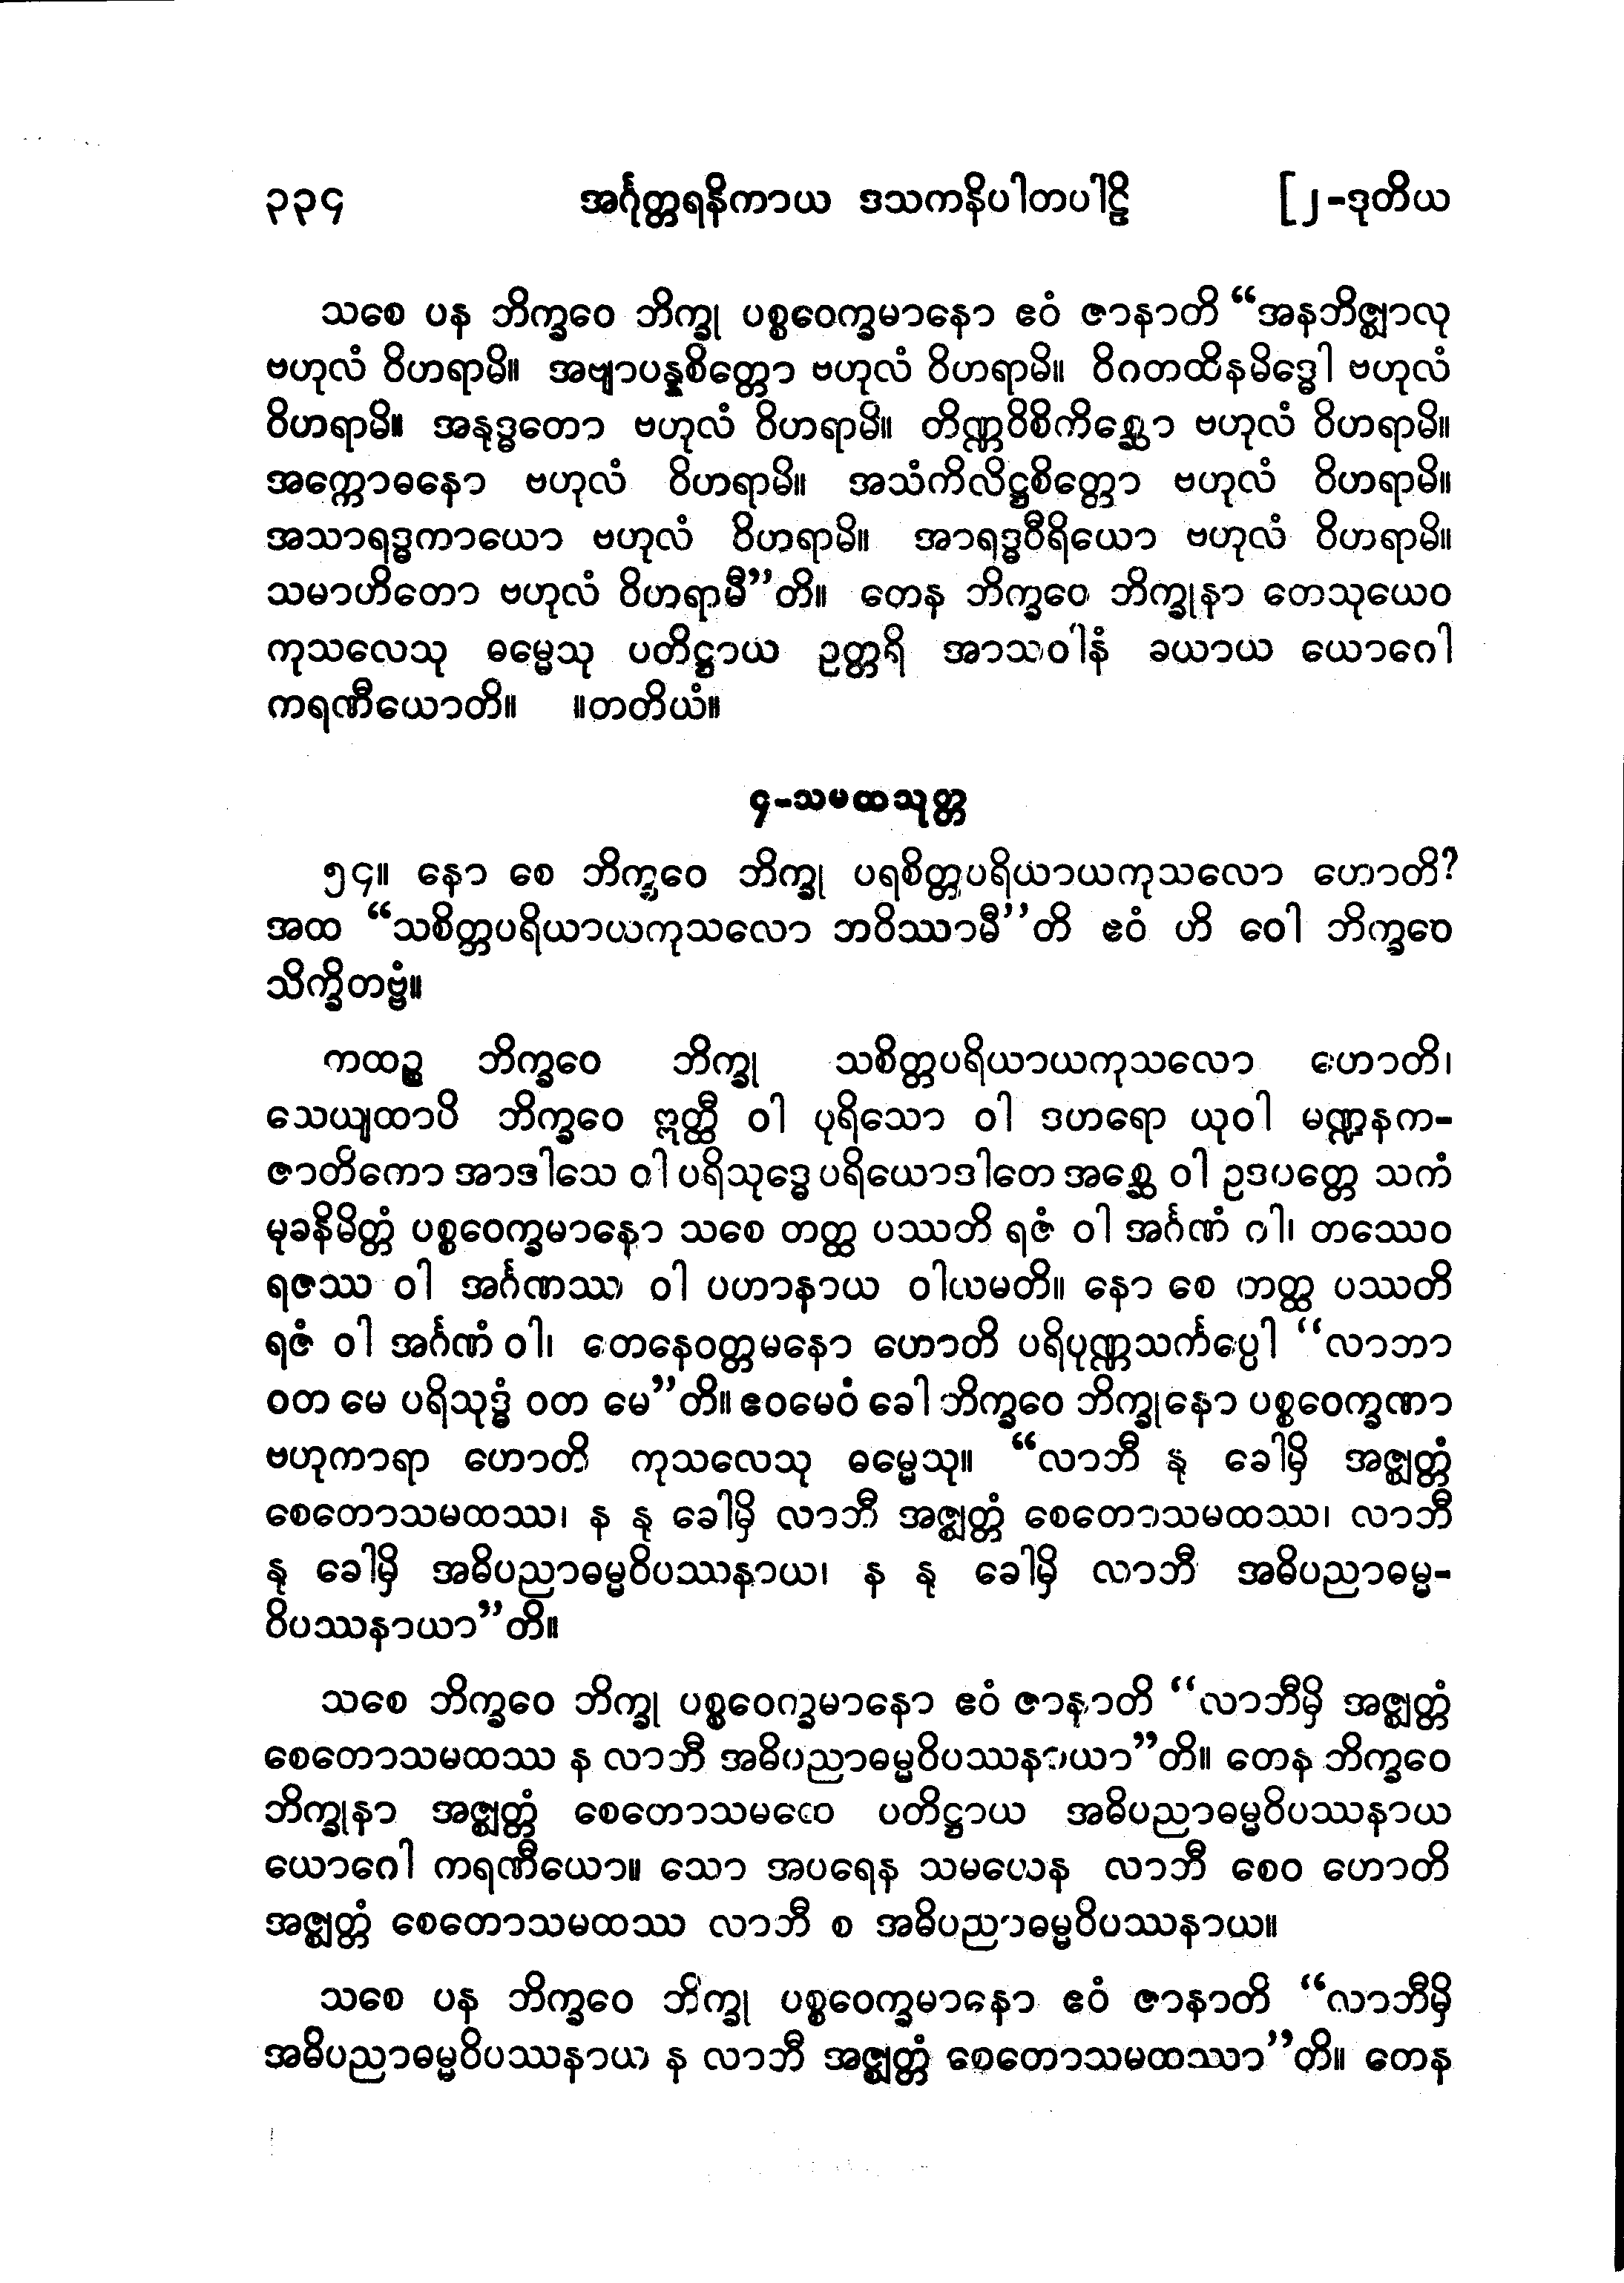 ၃၃၄ အင်္ဂုတ္တရနိကာယ ဒသကနိပါတပါဠိ [၂-ဒုတိယ
သစေ ပန ဘိက္ခဝေ ဘိက္ခု ပစ္စဝေက္ခမာနော ဧဝံ ဇာနာတိ “အနဘိဇ္ဈာလု
ဗဟုလံ ဝိဟရာမိ။ အဗျာပန္နစိတ္တော ဗဟုလံ ဝိဟရာမိ။ ဝိဂတထိနမိဒ္ဓေါ ဗဟုလံ
ဝိဟရာမိ။ အနုဒ္ဓတော ဗဟုလံ ဝိဟရာမိ။ တိဏ္ဏဝိစိကိစ္ဆော ဗဟုလံ ဝိဟရာမိ။
အက္ကောဓနော ဗဟုလံ ဝိဟရာမိ။ အသံကိလိဋ္ဌစိတ္တော ဗဟုလံ ဝိဟရာမိ။
အသာရဒ္ဓကာယော ဗဟုလံ ဝိဟရာမိ။ အာရဒ္ဓဝီရိယော ဗဟုလံ ဝိဟရာမိ။
သမာဟိတော ဗဟုလံ ဝိဟရာမီ”တိ။ တေန ဘိက္ခဝေ ဘိက္ခုနာ တေသုယေဝ
ကုသလေသု ဓမ္မေသု ပတိဋ္ဌာယ ဥတ္တရိ အာသဝါနံ ခယာယ ယောဂေါ
ကရဏီယောတိ။ ။တတိယံ။
၄-သမထသုတ္တ
၅၄။ နော စေ ဘိက္ခဝေ ဘိက္ခု ပရစိတ္တပရိယာယကုသလော ဟောတိ?
အထ “သစိတ္တပရိယာယကုသလော ဘဝိဿာမီ”တိ ဧဝံ ဟိ ဝေါ ဘိက္ခဝေ
သိက္ခိတဗ္ဗံ။
ကထဉ္စ ဘိက္ခဝေ ဘိက္ခု သစိတ္တပရိယာယကုသလော ဟောတိ၊
သေယျထာပိ ဘိက္ခဝေ ဣတ္ထီ ဝါ ပုရိသော ဝါ ဒဟရော ယုဝါ မဏ္ဍနက-
ဇာတိကော အာဒါသေ ဝါ ပရိသုဒ္ဓေ ပရိယောဒါတေ အစ္ဆေ ဝါ ဥဒပတ္တေ သကံ
မုခနိမိတ္တံ ပစ္စဝေက္ခမာနော သစေ တတ္ထ ပဿတိ ရဇံ ဝါ အင်္ဂဏံ ဝါ၊ တဿေဝ
ရဇဿ ဝါ အင်္ဂဏဿ ဝါ ပဟာနာယ ဝါယမတိ။ နော စေ တတ္ထ ပဿတိ
ရဇံ ဝါ အင်္ဂဏံ ဝါ၊ တေနေဝတ္တမနော ဟောတိ ပရိပုဏ္ဏသင်္ကပ္ပေါ “လာဘာ
ဝတ မေ ပရိသုဒ္ဓံ ဝတ မေ”တိ။ ဧဝမေဝံ ခေါ ဘိက္ခဝေ ဘိက္ခုနော ပစ္စဝေက္ခဏာ
ဗဟုကာရာ ဟောတိ ကုသလေသု ဓမ္မေသု။ “လာဘီ နု ခေါမှိ အဇ္ဈတ္တံ
စေတောသမထဿ၊ န နု ခေါမှိ လာဘီ အဇ္ဈတ္တံ စေတောသမထဿ၊ လာဘီ
နု ခေါမှိ အဓိပညာဓမ္မဝိပဿနာယ၊ န နု ခေါမှိ လာဘီ အဓိပညာဓမ္မ-
ဝိပဿနာယာ”တိ။
သစေ ဘိက္ခဝေ ဘိက္ခု ပစ္စဝေက္ခမာနော ဧဝံ ဇာနာတိ “လာဘီမှိ အဇ္ဈတ္တံ
စေတောသမထဿ န လာဘီ အဓိပညာဓမ္မဝိပဿနာယာ”တိ။ တေန ဘိက္ခဝေ
ဘိက္ခုနာ အဇ္ဈတ္တံ စေတောသမထေ ပတိဋ္ဌာယ အဓိပညာဓမ္မဝိပဿနာယ
ယောဂေါ ကရဏီယော။ သော အပရေန သမယေန လာဘီ စေဝ ဟောတိ
အဇ္ဈတ္တံ စေတောသမထဿ လာဘီ စ အဓိပညာဓမ္မဝိပဿနာယ။
သစေ ပန ဘိက္ခဝေ ဘိက္ခု ပစ္စဝေက္ခမာနော ဧဝံ ဇာနာတိ “လာဘီမှိ
အဓိပညာဓမ္မဝိပဿနာယ န လာဘီ အဇ္ဈတ္တံ စေတောသမထဿာ”တိ။ တေန